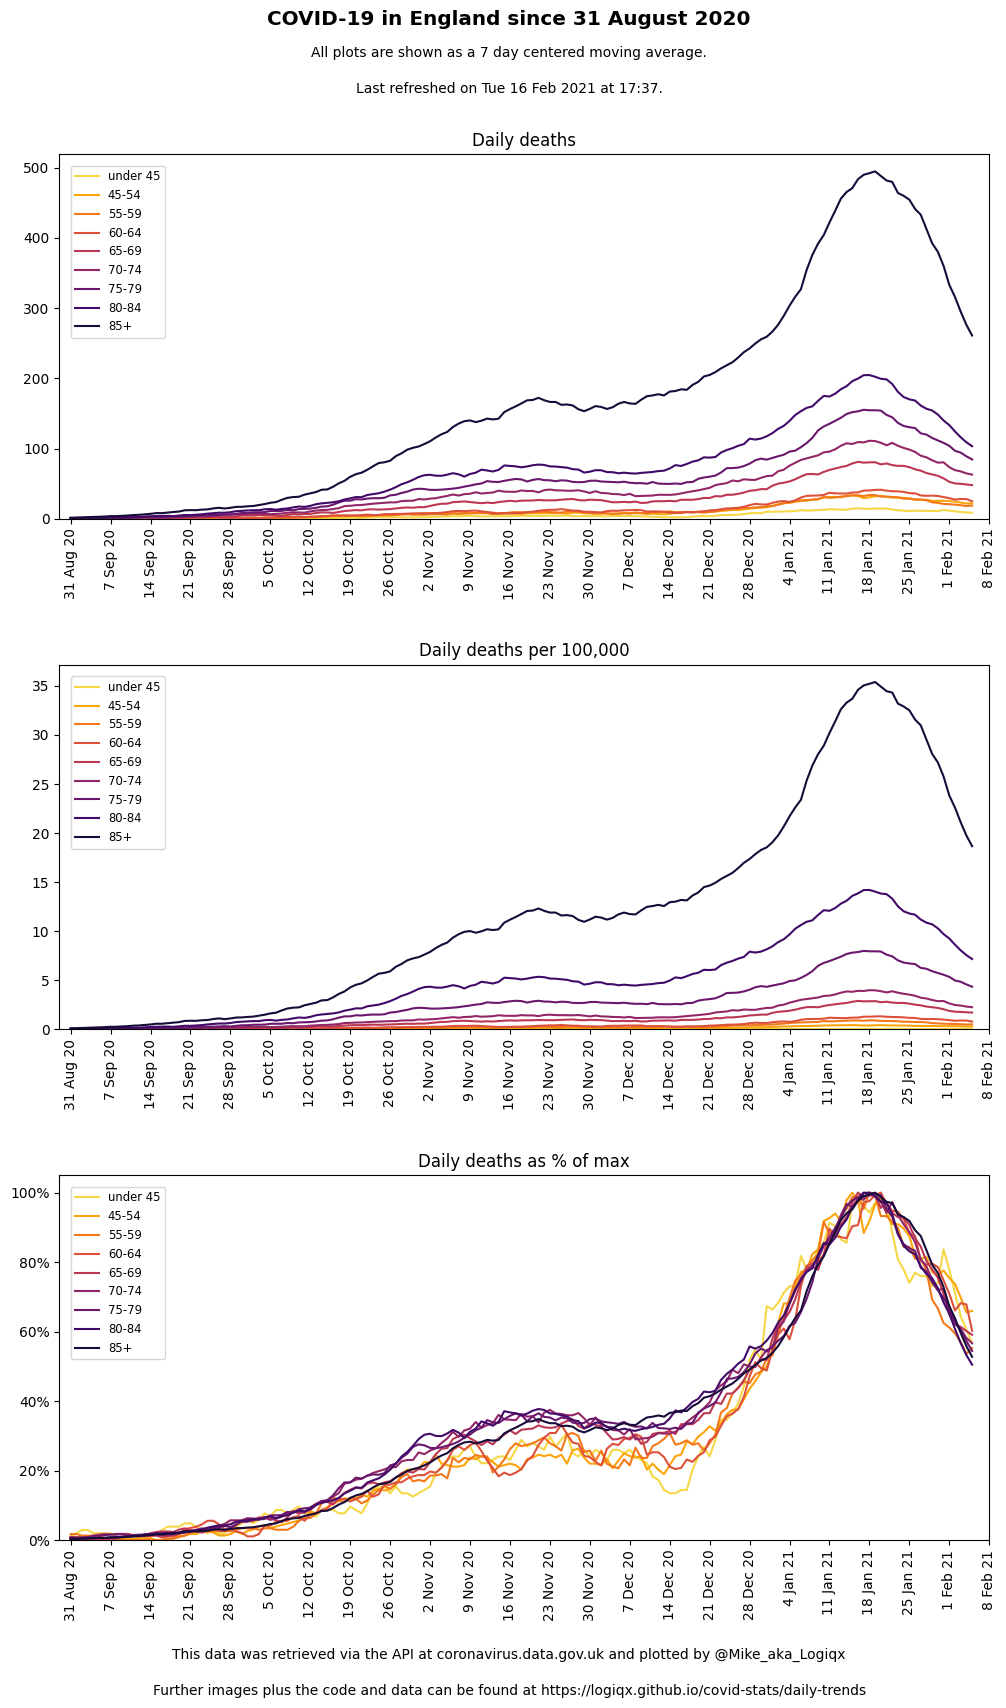 COVID-19 in England since 31 August 2020
All plots are shown as a 7 day centered moving average.
Last refreshed on Tue 16 Feb 2021 at 17:37.
Daily deaths
500
400
300
200
100
0
under 45
45-54
55-59
60-64
65-69
70-74
75-79
80-84
85+
31 Aug 20
7 Sep 20
14 Sep 20
21 Sep 20
28 Sep 20
5 Oct 20
12 Oct 20
19 Oct 20
26 Oct 20
2 Nov 20
9 Nov 20
16 Nov 20
23 Nov 20
30 Nov 20
7 Dec 20
14 Dec 20
21 Dec 20
28 Dec 20
4 Jan 21
11 Jan 21
18 Jan 21
25 Jan 21
1 Feb 21
8 Feb 21
Daily deaths per 100,000
35
30
25
20
15
10
5
0
under 45
45-54
55-59
60-64
65-69
70-74
75-79
80-84
85+
31 Aug 20
7 Sep 20
14 Sep 20
21 Sep 20
28 Sep 20
5 Oct 20
12 Oct 20
19 Oct 20
26 Oct 20
2 Nov 20
9 Nov 20
16 Nov 20
23 Nov 20
30 Nov 20
7 Dec 20
14 Dec 20
21 Dec 20
28 Dec 20
4 Jan 21
11 Jan 21
18 Jan 21
25 Jan 21
1 Feb 21
8 Feb 21
Daily deaths as % of max
100%
80%
60%
40%
20%
0%
under 45
45-54
55-59
60-64
65-69
70-74
75-79
80-84
85+
31 Aug 20
7 Sep 20
14 Sep 20
21 Sep 20
28 Sep 20
5 Oct 20
12 Oct 20
19 Oct 20
26 Oct 20
2 Nov 20
9 Nov 20
16 Nov 20
23 Nov 20
30 Nov 20
7 Dec 20
14 Dec 20
21 Dec 20
28 Dec 20
4 Jan 21
11 Jan 21
18 Jan 21
25 Jan 21
1 Feb 21
8 Feb 21
This data was retrieved via the API at coronavirus.data.gov.uk and plotted by @Mike_aka_Logiqx
Further images plus the code and data can be found at https://logiqx.github.io/covid-stats/daily-trends